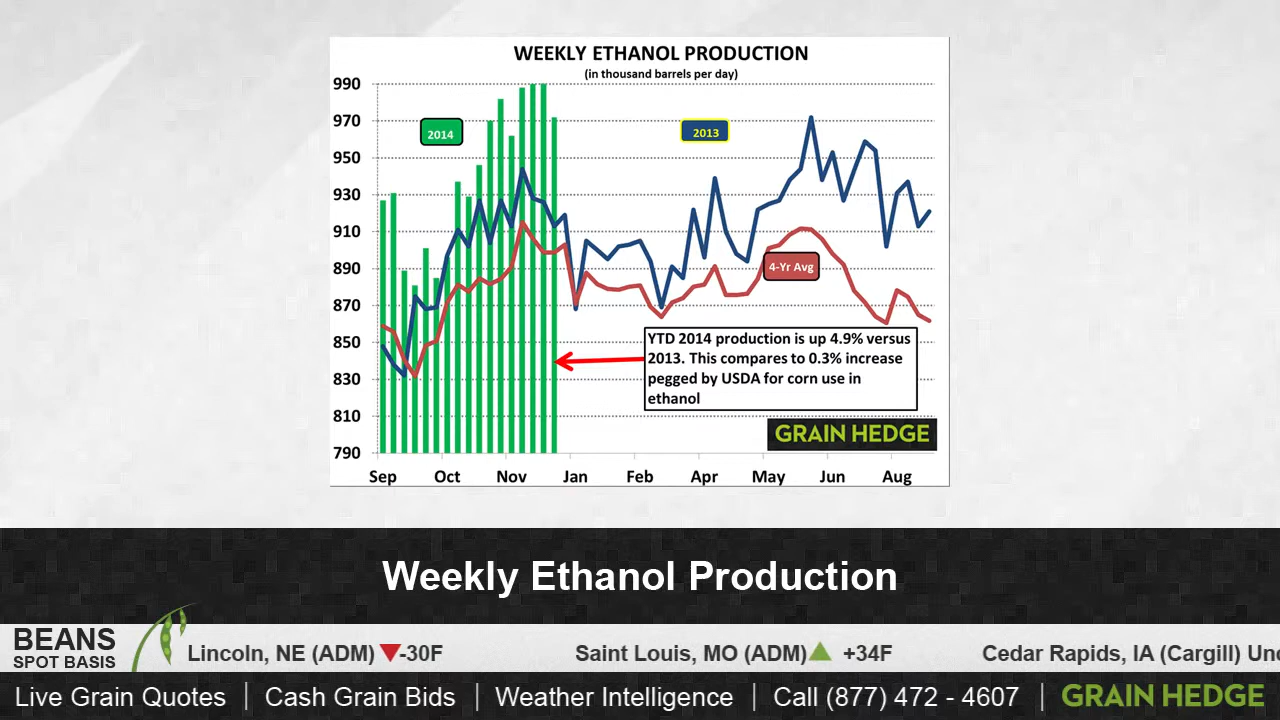 WEEKLY ETHANOL PRODUCTION
(in thousand barrels per day)
990
970
950
930
910
890
870
850
830
810
790
2014
2013
4-Yr Avg
YTD 2014 production is up 4.9% versus
2013. This compares to 0.3% increase
pegged by USDA for corn use in
ethanol
GRAIN HEDGE
Sep Oct Nov Jan Feb Apr May Jun Aug
Weekly Ethanol Production
BEANS
SPOT BASIS
Lincoln, NE (ADM) -30F Saint Louis, MO (ADM) +34F Cedar Rapids, IA (Cargill)
Live Grain Quotes | Cash Grain Bids | Weather Intelligence | Call (877) 472 - 4607 | GRAIN HEDGE